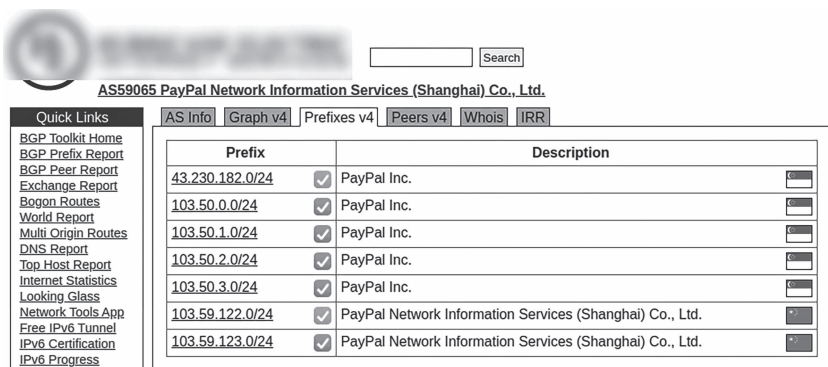 Search
AS59065 PayPal Network Information Services (Shanghai) Co., Ltd.
Quick Links
BGP Toolkit Home
BGP Prefix Report
BGP Peer Report
Exchange Report
Bogon Routes
World Report
Multi Origin Routes
DNS Report
Top Host Report
Internet Statistics
Looking Glass
Network Tools App
Free IPv6 Tunnel
IPv6 Certification
IPv6 Progress
AS Info Graph v4 Prefixes v4 Peers v4 Whois IRR
Prefix Description
43.230.182.0/24 PayPal Inc.
103.50.0.0/24 PayPal Inc.
103.50.1.0/24 PayPal Inc.
103.50.2.0/24 PayPal Inc.
103.50.3.0/24 PayPal Inc.
103.59.122.0/24 PayPal Network Information Services (Shanghai) Co., Ltd.
103.59.123.0/24 PayPal Network Information Services (Shanghai) Co., Ltd.